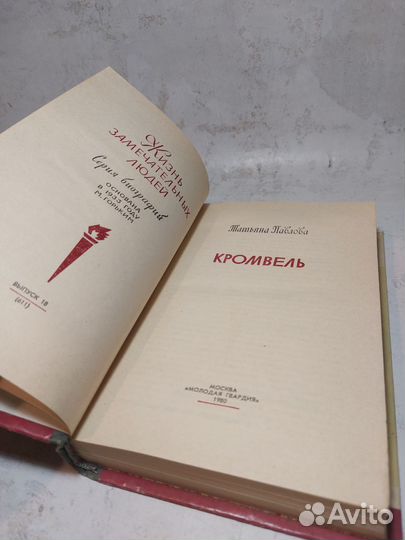 Жизнь
ЗАМЕЧАТЕЛЬНЫХ
ЛЮДЕЙ
Серия биографий
ОСНОВАНА
В 1933 ГОДУ
М. ГОРЬКИМ
ВЫПУСК 18
(611)
Татьяна Павлова
КРОМВЕЛЬ
МОСКВА
«МОЛОДАЯ ГВАРДИЯ»
1980
Avito